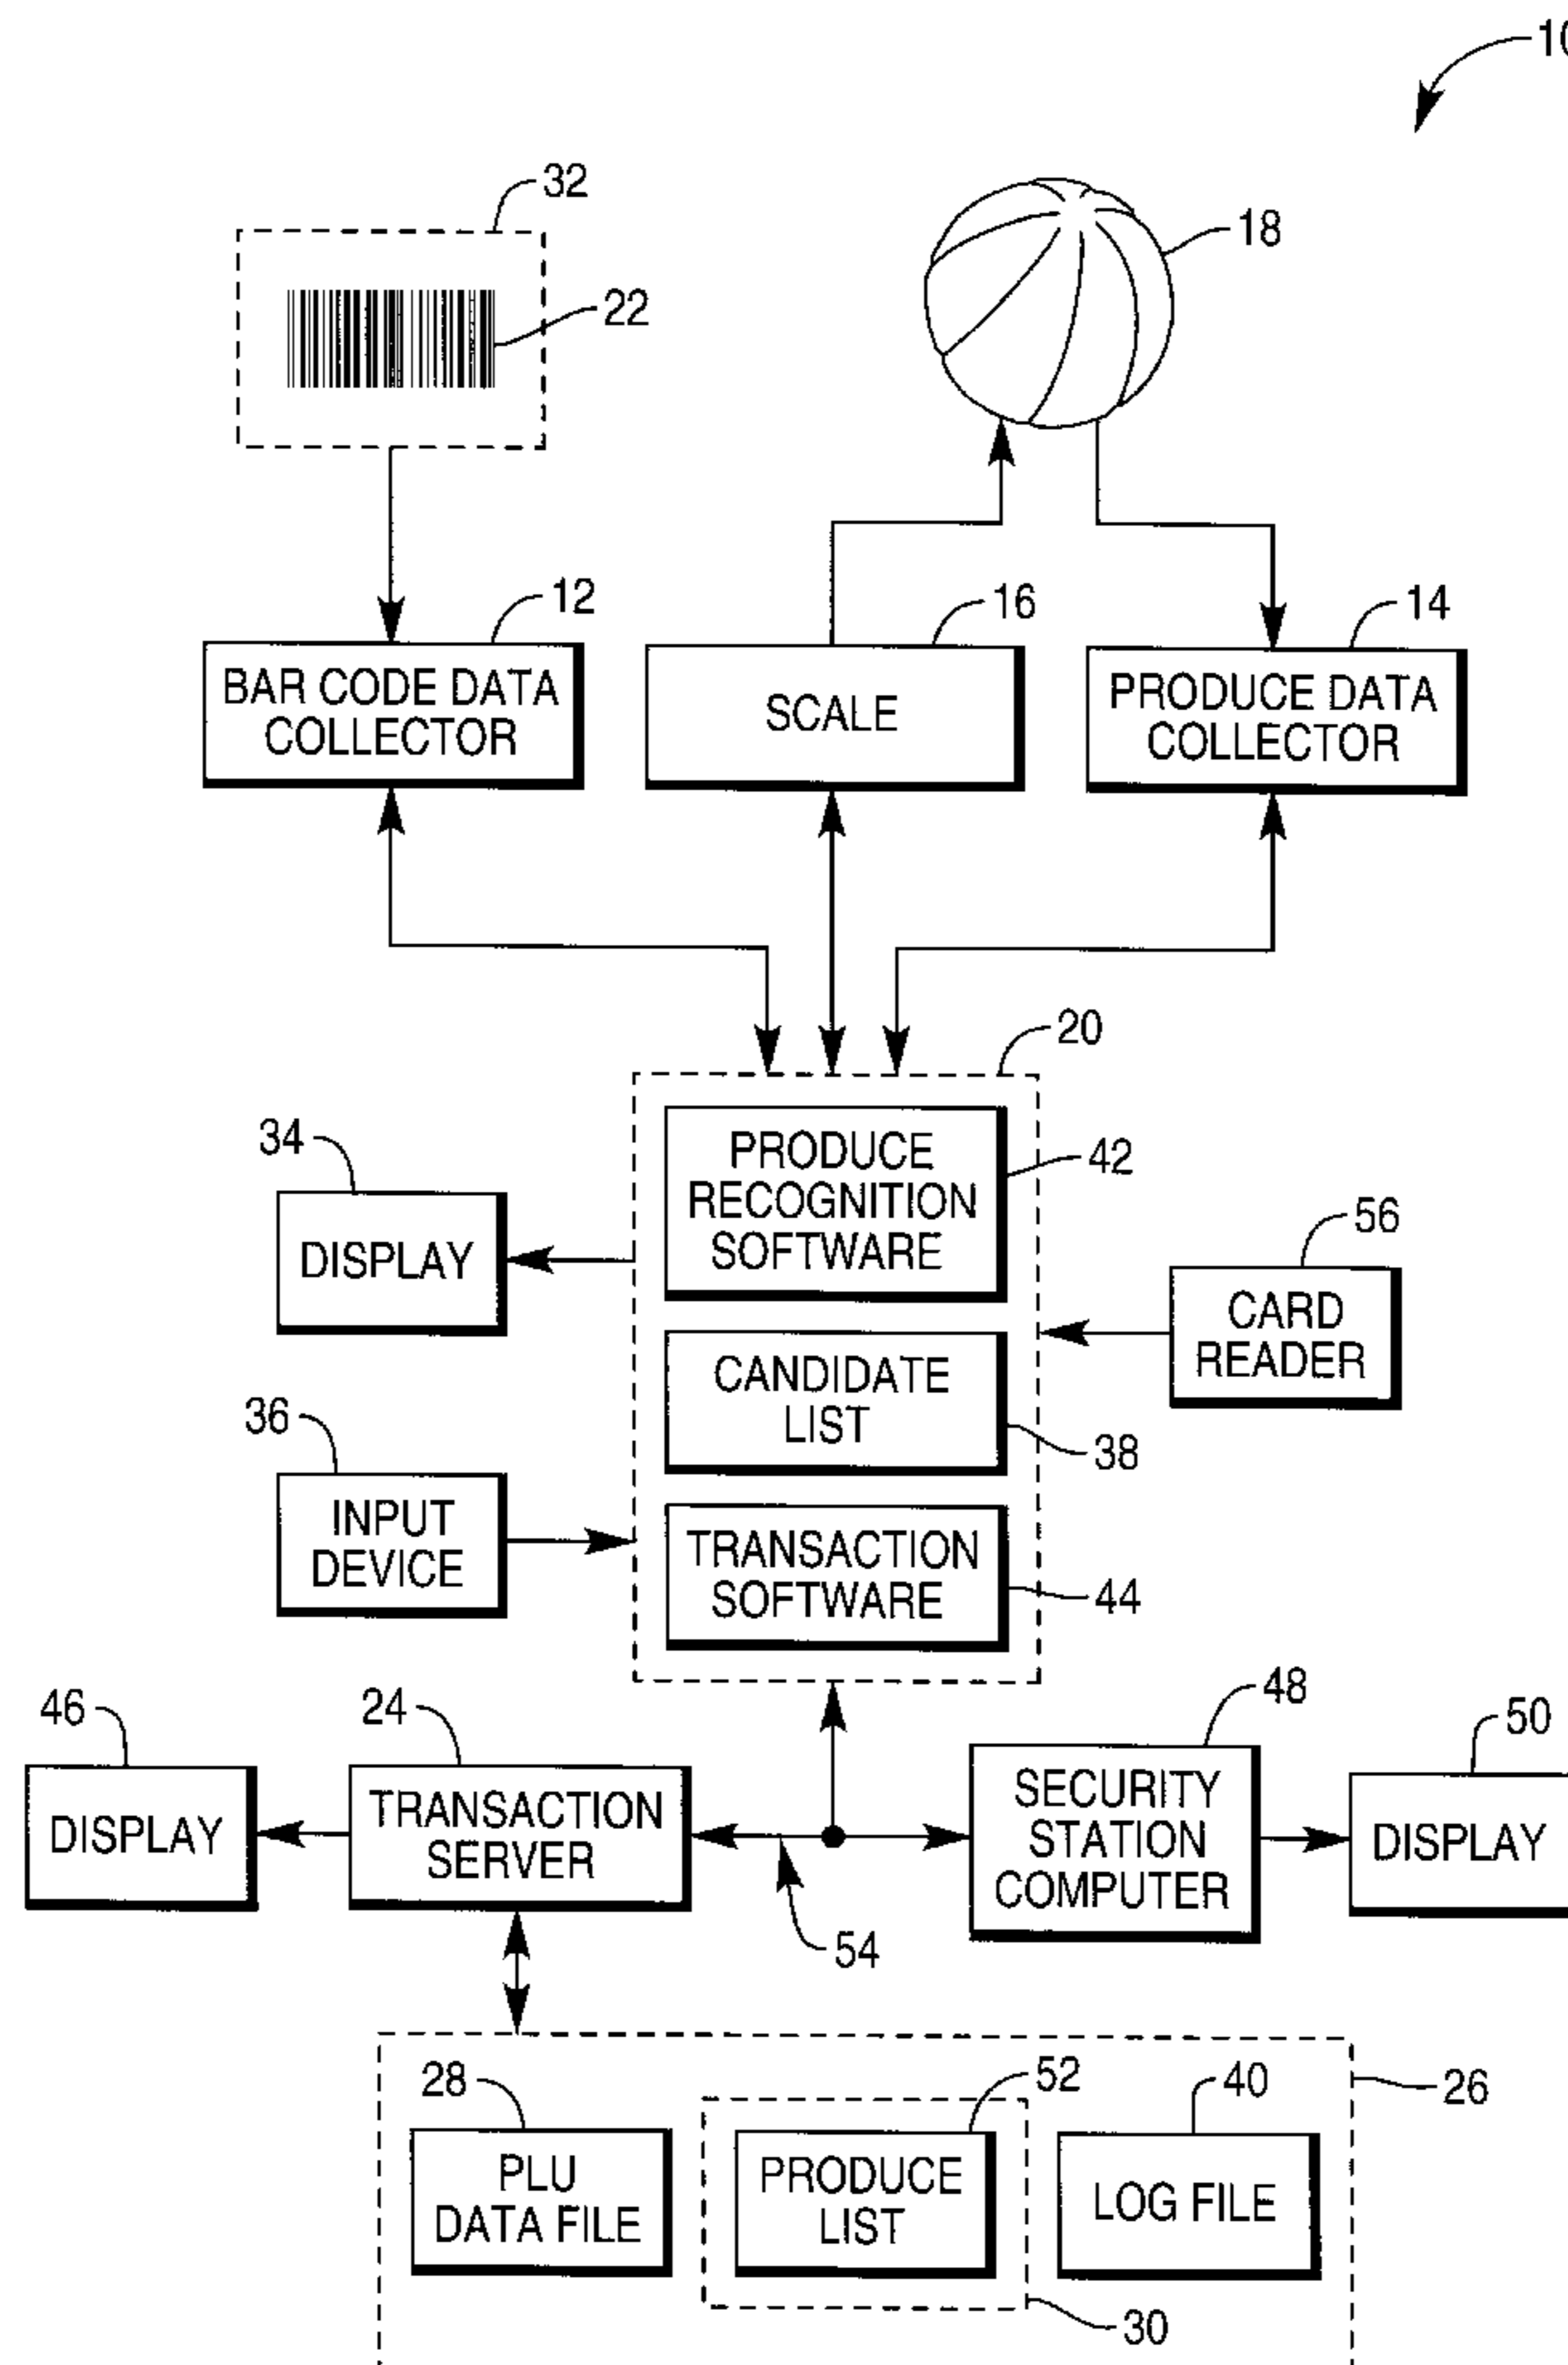 10
32
22
18
12
BAR CODE DATA
COLLECTOR
16
SCALE
14
PRODUCE DATA
COLLECTOR
20
PRODUCE
RECOGNITION
SOFTWARE
42
34
DISPLAY
56
CARD
READER
CANDIDATE
LIST
38
36
INPUT
DEVICE
TRANSACTION
SOFTWARE
44
46
DISPLAY
24
TRANSACTION
SERVER
48
SECURITY
STATION
COMPUTER
50
DISPLAY
54
28
PLU
DATA FILE
52
PRODUCE
LIST
40
LOG FILE
26
30